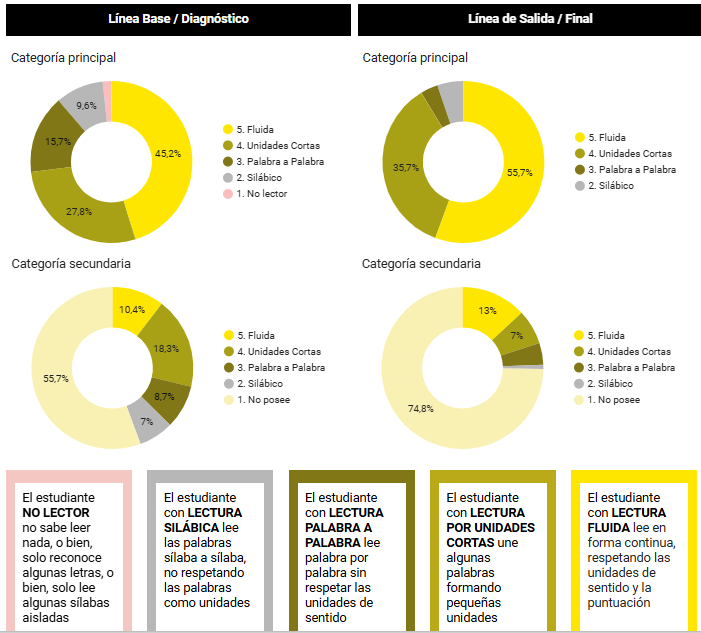 Línea Base / Diagnóstico
Línea de Salida / Final
Categoría principal
9,6%
15,7%
45,2%
27,8%
5. Fluida
4. Unidades Cortas
3. Palabra a Palabra
2. Silábico
1. No lector
Categoría principal
35,7%
55,7%
5. Fluida
4. Unidades Cortas
3. Palabra a Palabra
2. Silábico
Categoría secundaria
10,4%
18,3%
55,7%
8,7%
7%
5. Fluida
4. Unidades Cortas
3. Palabra a Palabra
2. Silábico
1. No posee
Categoría secundaria
13%
7%
74,8%
5. Fluida
4. Unidades Cortas
3. Palabra a Palabra
2. Silábico
1. No posee
El estudiante
NO LECTOR
no sabe leer
nada, o bien,
solo reconoce
algunas letras, o
bien, solo lee
algunas sílabas
aisladas
El estudiante
con LECTURA
SILÁBICA lee
las palabras
sílaba a sílaba,
no respetando
las palabras
como unidades
El estudiante
con LECTURA
PALABRA A
PALABRA lee
palabra por
palabra sin
respetar las
unidades de
sentido
El estudiante
con LECTURA
POR UNIDADES
CORTAS une
algunas
palabras
formando
pequeñas
unidades
El estudiante
con LECTURA
FLUIDA lee en
forma continua,
respetando las
unidades de
sentido y la
puntuación